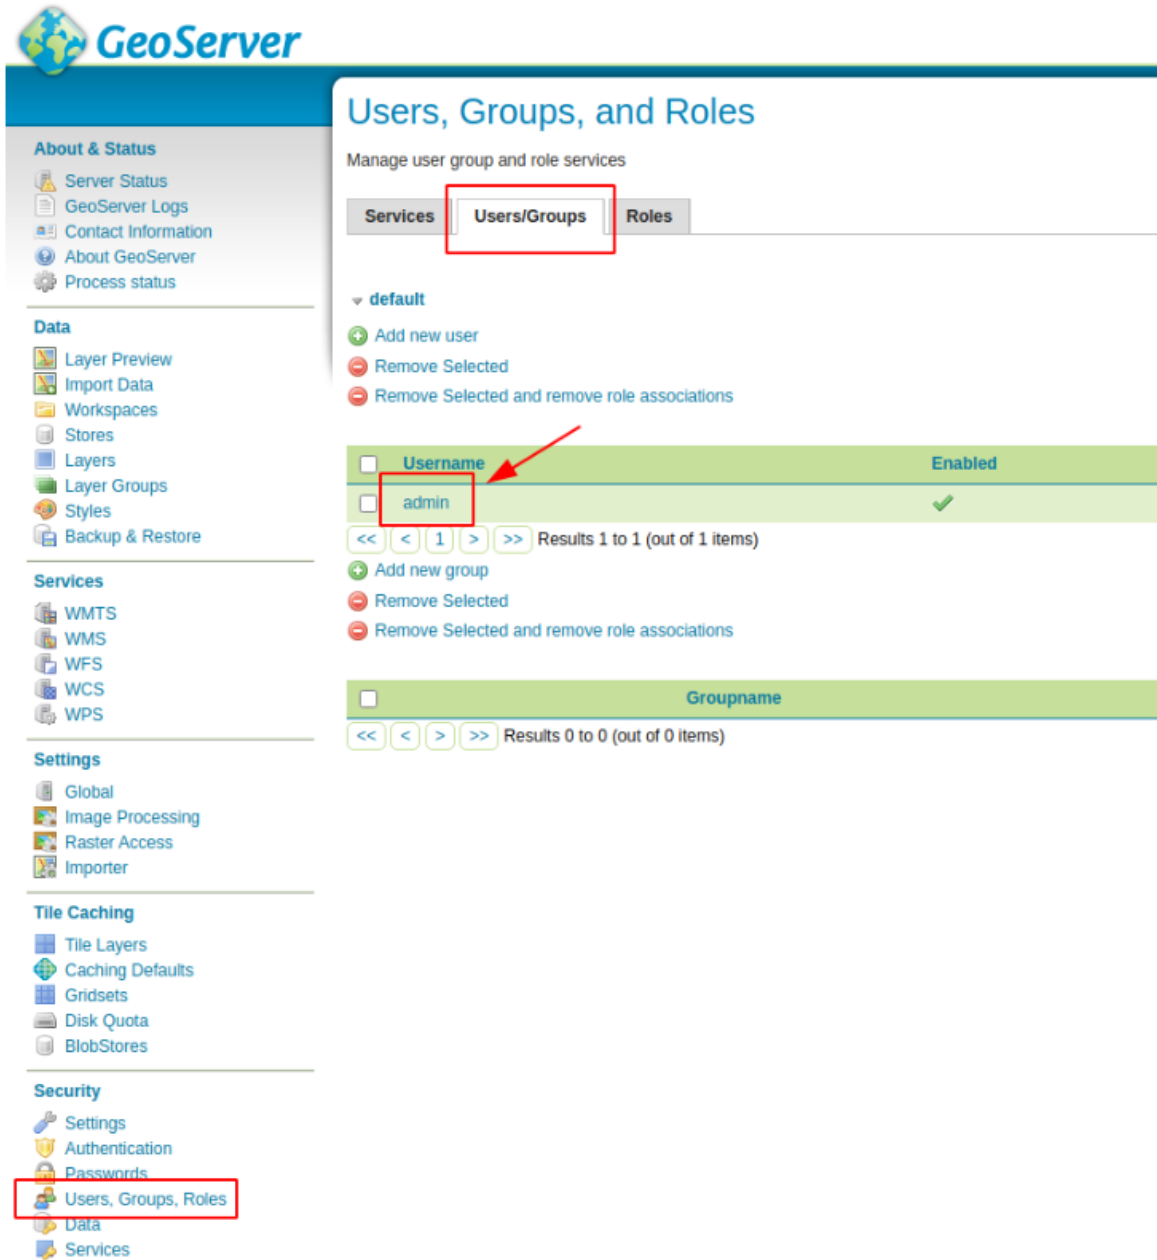 GeoServer
About & Status
Server Status
GeoServer Logs
Contact Information
About GeoServer
Process status
Data
Layer Preview
Import Data
Workspaces
Stores
Layers
Layer Groups
Styles
Backup & Restore
Services
WMTS
WMS
WFS
WCS
WPS
Settings
Global
Image Processing
Raster Access
Importer
Tile Caching
Tile Layers
Caching Defaults
Gridsets
Disk Quota
BlobStores
Security
Settings
Authentication
Passwords
Users, Groups, Roles
Data
Services
Users, Groups, and Roles
Manage user group and role services
Services Users/Groups Roles
default
Add new user
Remove Selected
Remove Selected and remove role associations
Username Enabled
admin
<< < 1 > >> Results 1 to 1 (out of 1 items)
Add new group
Remove Selected
Remove Selected and remove role associations
Groupname
<< < > >> Results 0 to 0 (out of 0 items)